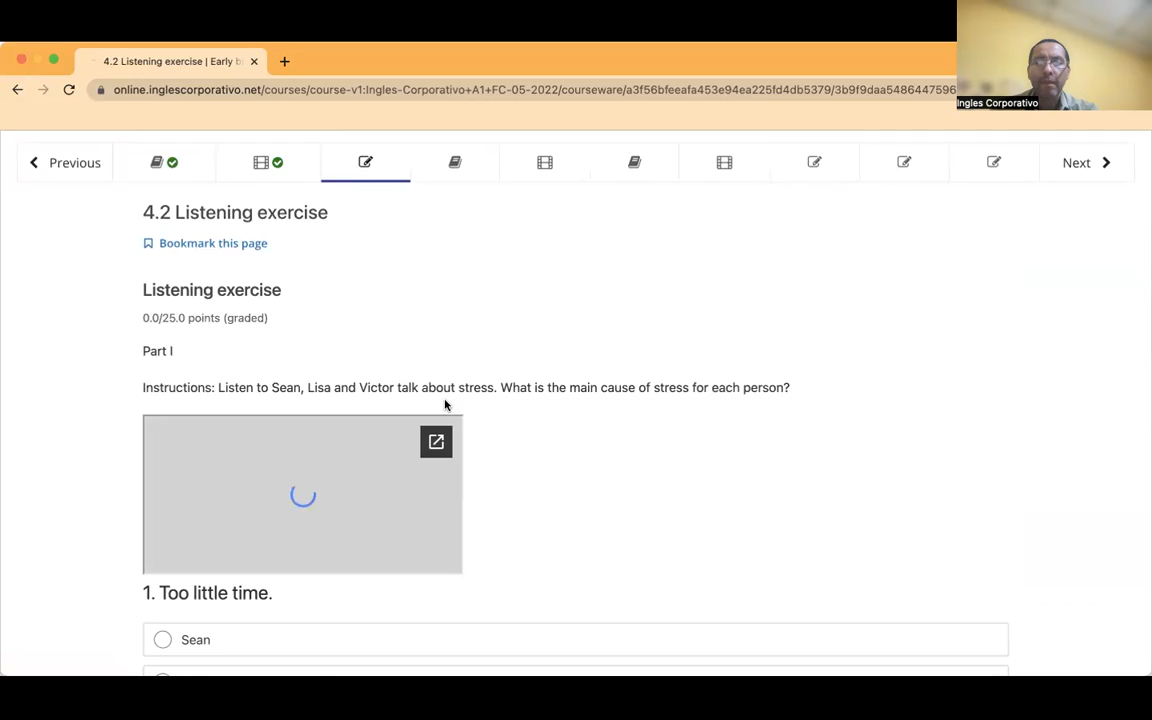 4.2 Listening exercise | Early b
online.inglescorporativo.net/courses/course-v1:Ingles-Corporativo+A1+FC-05-2022/courseware/a3f56bfeeafa453e94ea225fd4db5379/3b9f9daa5486447596
Ingles Corporativo
Previous
Next
4.2 Listening exercise
Bookmark this page
Listening exercise
0.0/25.0 points (graded)
Part I
Instructions: Listen to Sean, Lisa and Victor talk about stress. What is the main cause of stress for each person?
1. Too little time.
Sean